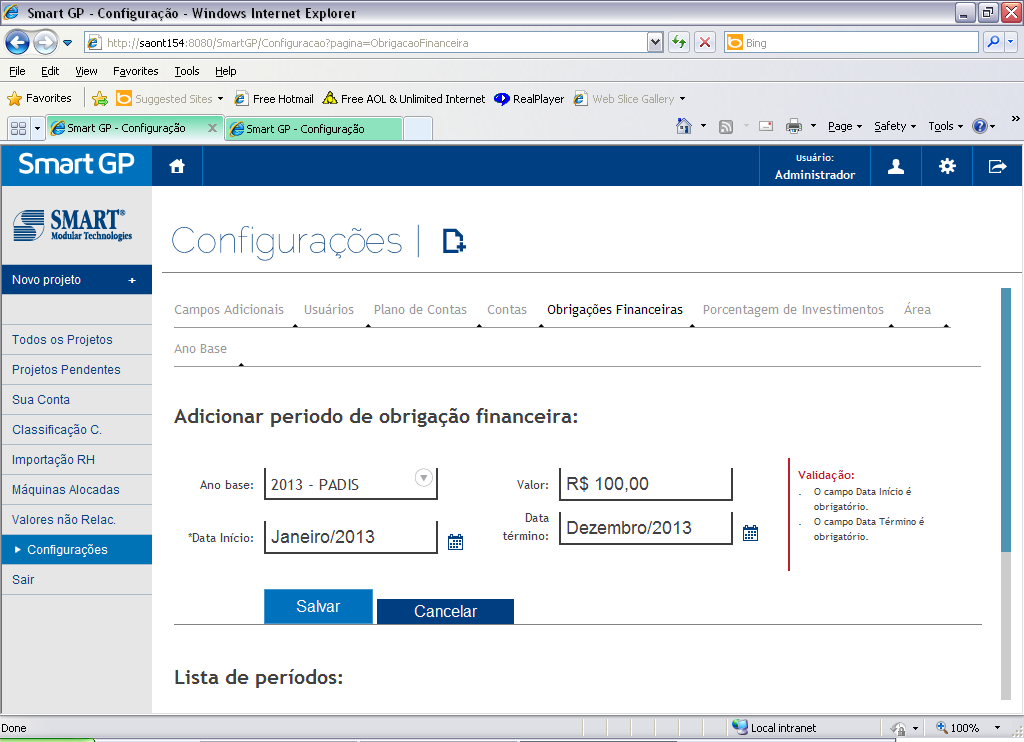 Smart GP - Configuração - Windows Internet Explorer
http://saont154:8080/SmartGP/Configuracao?pagina=ObrigacaoFinanceira
Bing
File Edit View Favorites Tools Help
Favorites Suggested Sites Free Hotmail Free AOL & Unlimited Internet RealPlayer Web Slice Gallery
Smart GP - Configuração Smart GP - Configuração Page Safety Tools »
Smart GP
Usuário:
Administrador
SMART®
Modular Technologies
Configurações
Novo projeto +
Todos os Projetos
Projetos Pendentes
Sua Conta
Classificação C.
Importação RH
Máquinas Alocadas
Valores não Relac.
Configurações
Sair
Campos Adicionais Usuários Plano de Contas Contas Obrigações Financeiras Porcentagem de Investimentos Área
Ano Base
Adicionar periodo de obrigação financeira:
Ano base: 2013 - PADIS Valor: R$ 100,00
*Data Início: Janeiro/2013 Data término: Dezembro/2013
Validação:
. O campo Data Início é
obrigatório.
. O campo Data Término é
obrigatório.
Salvar Cancelar
Lista de períodos:
Done Local intranet 100%